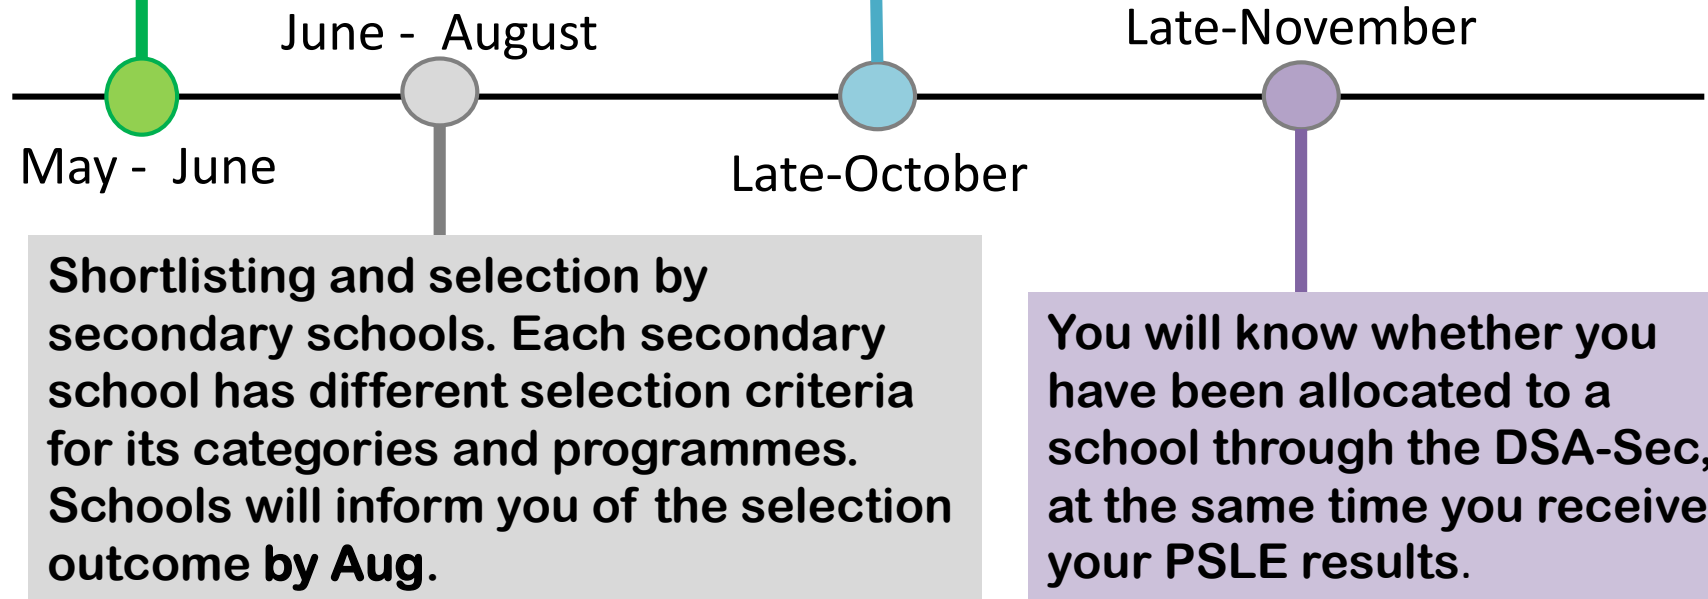 June - August
Late-November
May - June
Late-October
Shortlisting and selection by
secondary schools. Each secondary
school has different selection criteria
for its categories and programmes.
Schools will inform you of the selection
outcome by Aug.
You will know whether you
have been allocated to a
school through the DSA-Sec,
at the same time you receive
your PSLE results.